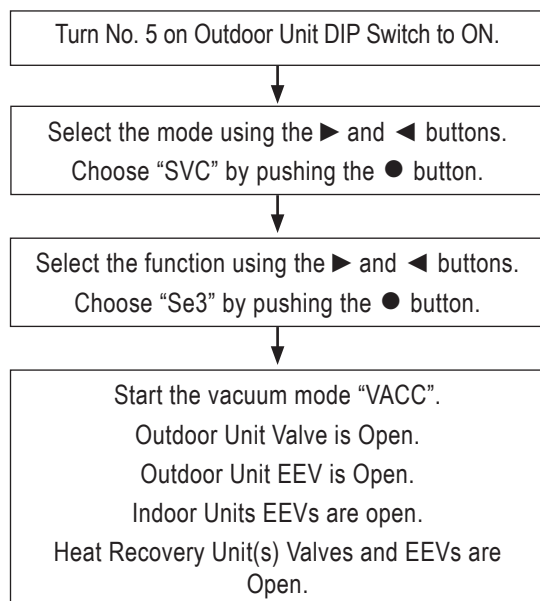 Turn No. 5 on Outdoor Unit DIP Switch to ON.
Select the mode using the ► and ◄ buttons.
Choose “SVC” by pushing the ● button.
Select the function using the ► and ◄ buttons.
Choose “Se3” by pushing the ● button.
Start the vacuum mode “VACC”.
Outdoor Unit Valve is Open.
Outdoor Unit EEV is Open.
Indoor Units EEVs are open.
Heat Recovery Unit(s) Valves and EEVs are
Open.